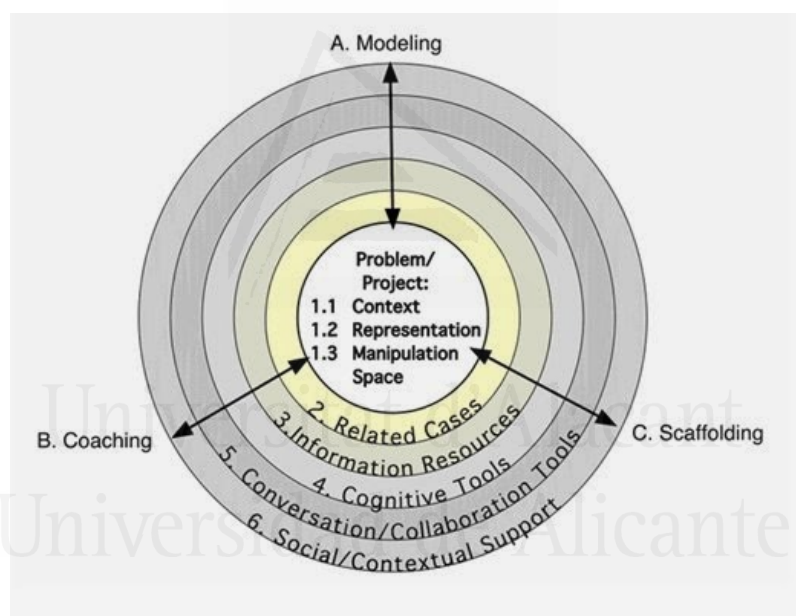 A. Modeling
Problem/
Project:
1.1 Context
1.2 Representation
1.3 Manipulation
Space
B. Coaching
C. Scaffolding
2. Related Cases
3.Information Resources
4. Cognitive Tools
5. Conversation/Collaboration Tools
6. Social/Contextual Support
Universitat d'Alacant
Universidad de Alicante